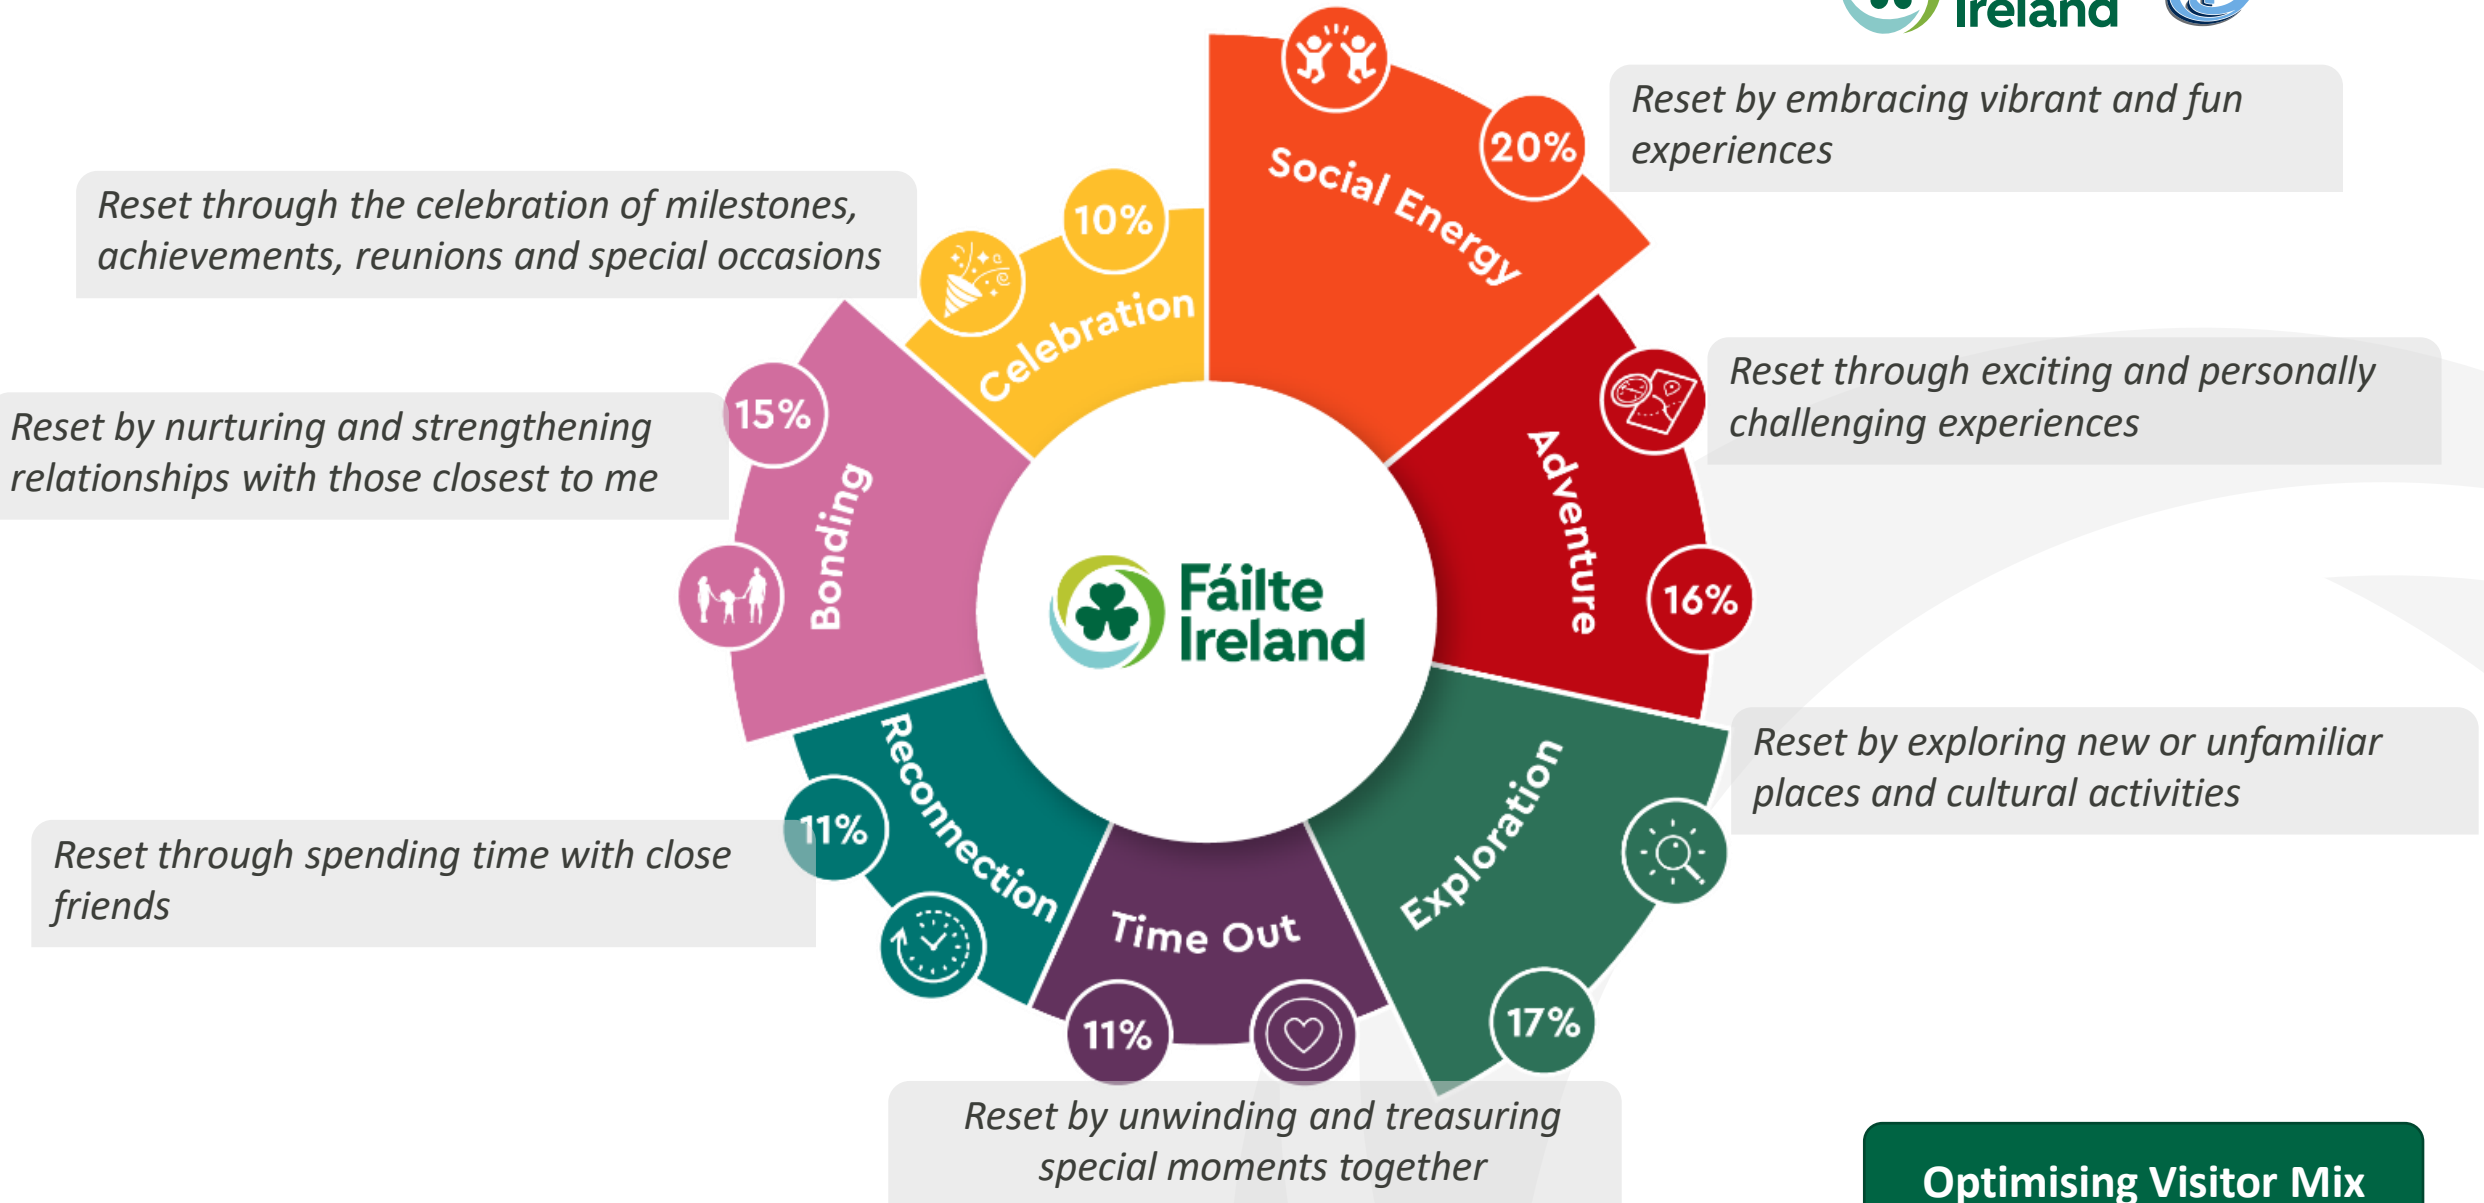 Ireland
Reset by embracing vibrant and fun
experiences
20%
Social Energy
Reset through the celebration of milestones,
achievements, reunions and special occasions
10%
Celebration
Reset through exciting and personally
challenging experiences
Adventure
16%
Reset by nurturing and strengthening
relationships with those closest to me
15%
Bonding
Fáilte
Ireland
Reset by exploring new or unfamiliar
places and cultural activities
Exploration
17%
Reset through spending time with close
friends
11%
Reconnection
Time Out
11%
Reset by unwinding and treasuring
special moments together
Optimising Visitor Mix